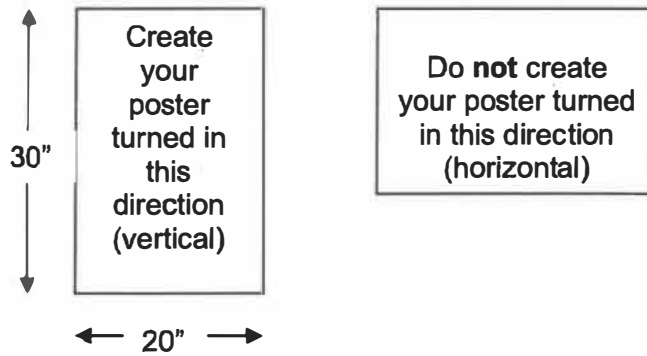 Create
your
poster
turned in
this
direction
(vertical)
30”
20”
Do not create
your poster turned
in this direction
(horizontal)